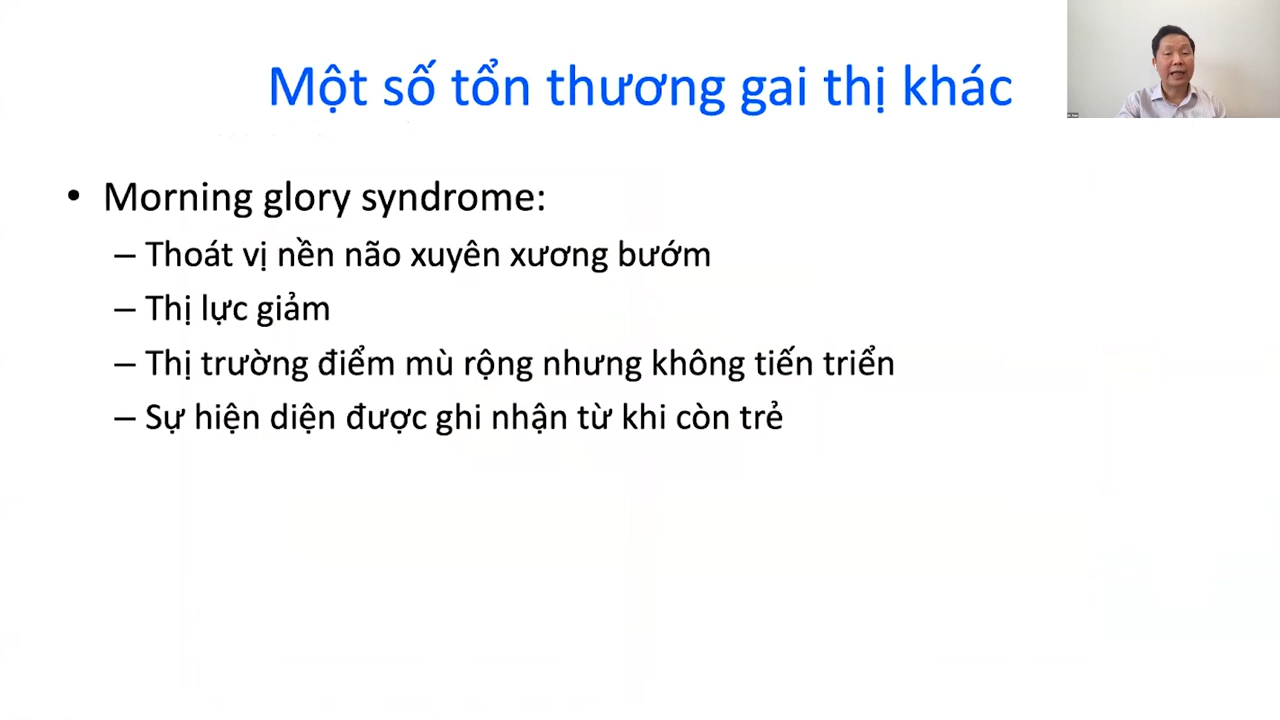 Một số tổn thương gai thị khác
• Morning glory syndrome:
– Thoát vị nền não xuyên xương bướm
– Thị lực giảm
– Thị trường điểm mù rộng nhưng không tiến triển
– Sự hiện diện được ghi nhận từ khi còn trẻ